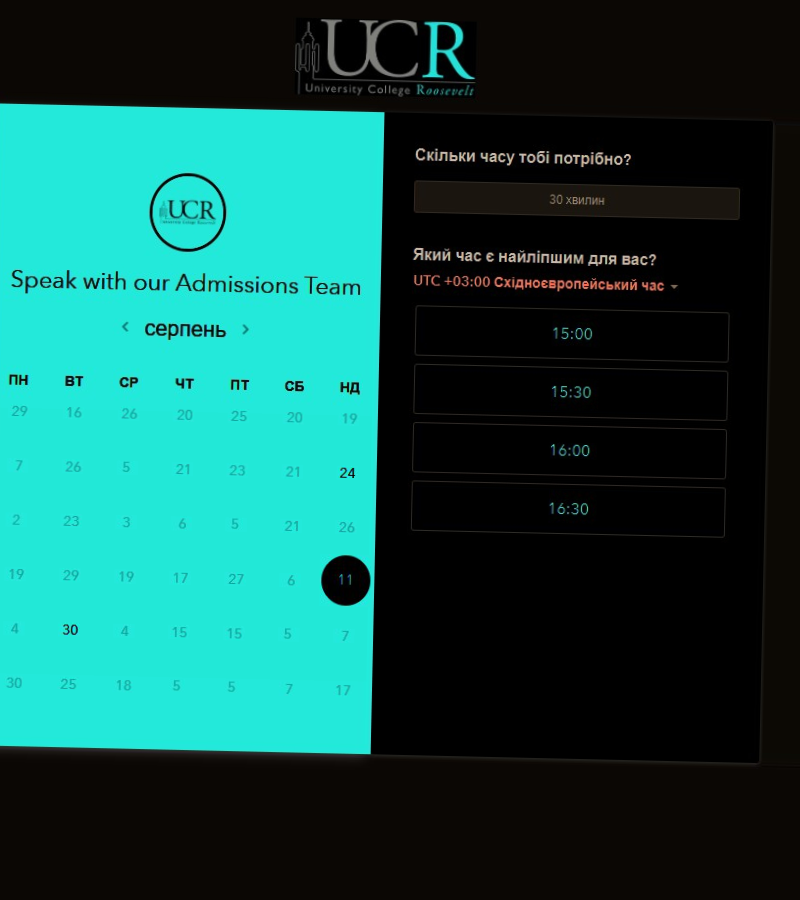 UCR
University College Roosevelt
UCR
University College Roosevelt
Speak with our Admissions Team
серпень
ПН ВТ СР ЧТ ПТ СБ НД
29 16 26 20 25 20 19
7 26 5 21 23 21 24
2 23 3 6 5 21 26
19 29 19 17 27 6 11
4 30 4 15 15 5 7
30 25 18 5 5 7 17
Скільки часу тобі потрібно?
30 хвилин
Який час є найліпшим для вас?
UTC +03:00 Східноєвропейський час
15:00
15:30
16:00
16:30